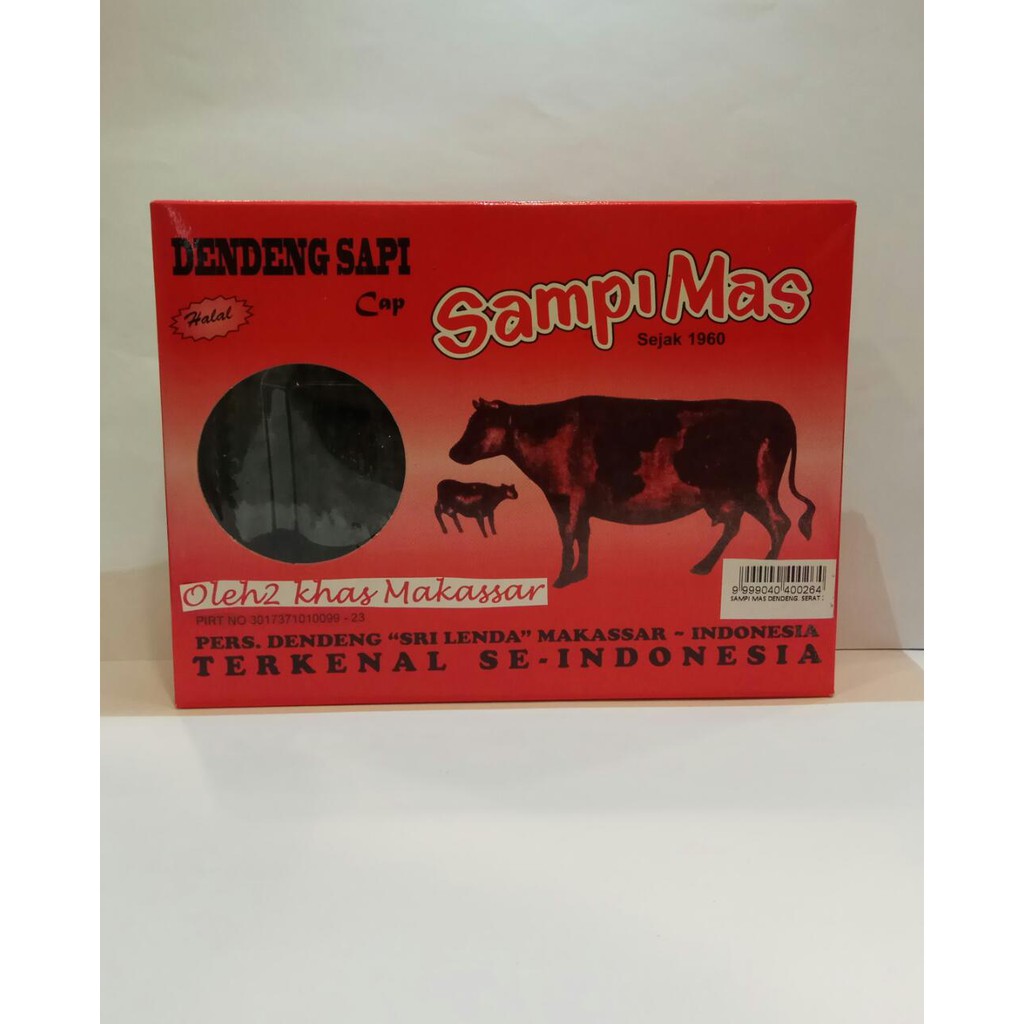 DENDENG SAPI
Cap
Halal
Sampi Mas
Sejak 1960
Oleh2 khas Makassar
PIRT NO 3017371010099 - 23
9 999040 400264
SAMPI MAS DENDENG. SERAT
PERS. DENDENG “SRI LENDA” MAKASSAR - INDONESIA
TERKENAL SE-INDONESIA